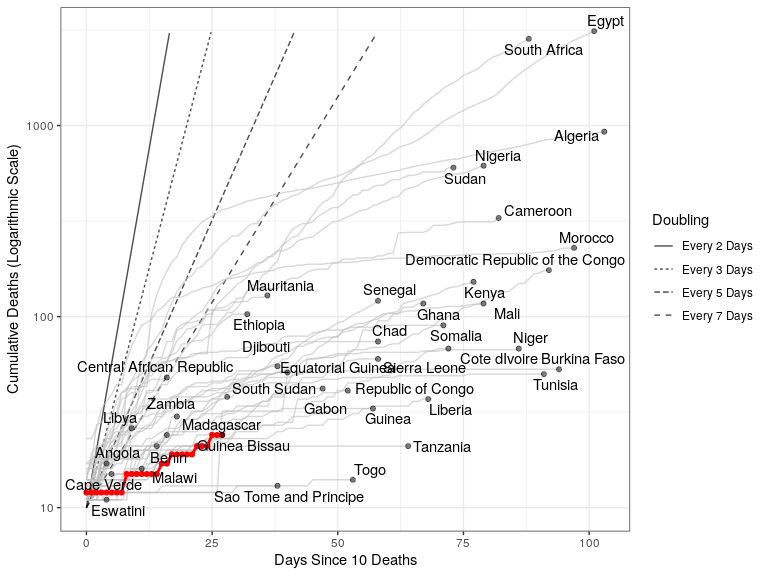 Egypt
South Africa
1000
Algeria
Nigeria
Sudan
Cameroon
Morocco
Democratic Republic of the Congo
Mauritania
Senegal
Kenya
100
Ghana
Mali
Ethiopia
Chad
Somalia
Niger
Djibouti
Cote dIvoire
Burkina Faso
Central African Republic
Equatorial Guinea
Sierra Leone
Tunisia
South Sudan
Republic of Congo
Zambia
Gabon
Liberia
Libya
Madagascar
Guinea
Guinea Bissau
Tanzania
Angola
Benin
Togo
Malawi
Cape Verde
Sao Tome and Principe
10
Eswatini
0
25
50
75
100
Days Since 10 Deaths
Cumulative Deaths (Logarithmic Scale)
Doubling
Every 2 Days
Every 3 Days
Every 5 Days
Every 7 Days